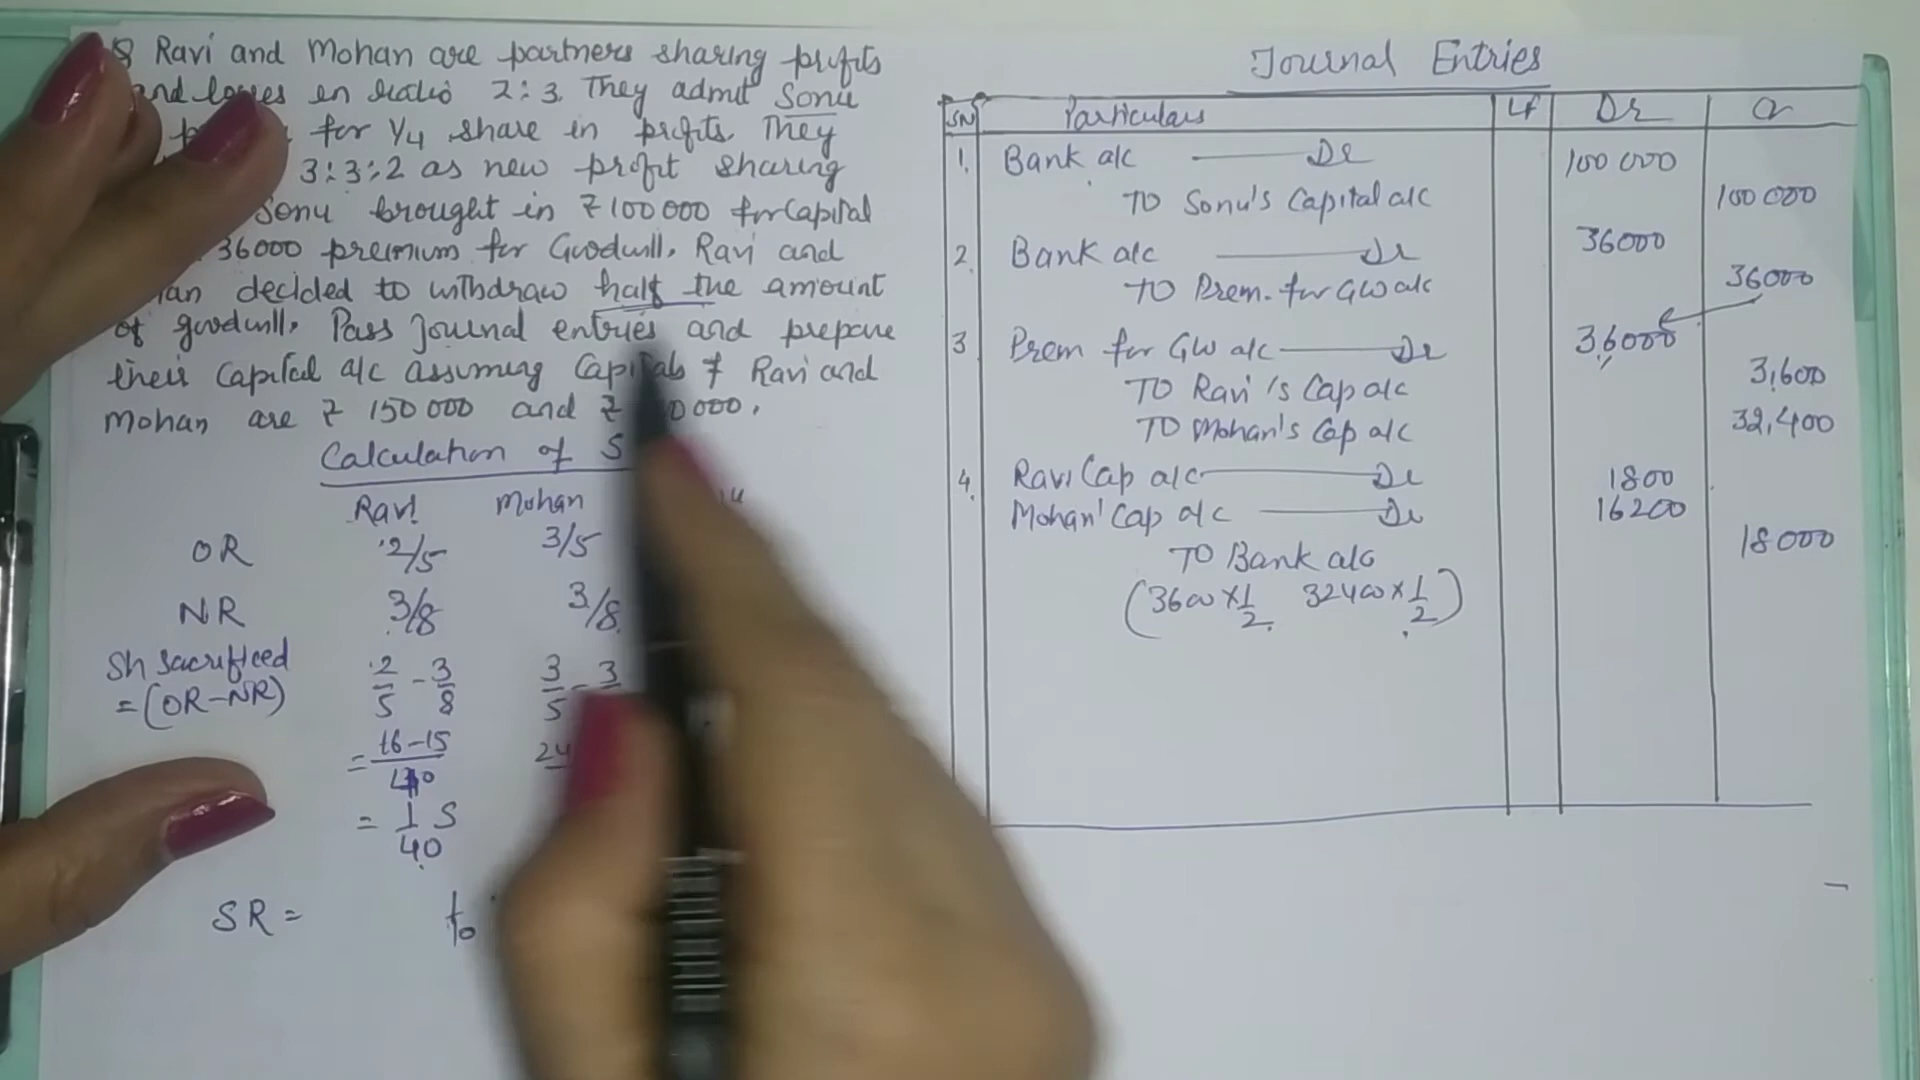 Ravi and Mohan are partners sharing profits
and losses in ratio 2:3. They admit Sonu
for 1/4 share in profits. They
3:3:2 as new profit sharing
Sonu brought in ₹100000 for Capital
36000 premium for Goodwill. Ravi and
decided to withdraw half the amount
of goodwill. Pass Journal entries and prepare
their Capital a/c assuming Capitals of Ravi and
Mohan are ₹ 150000 and ₹
Calculation of S
Ravi Mohan
OR 2/5 3/5
NR 3/8 3/8
Sh sacrificed
= (OR-NR) 2/5 - 3/8 3/5 - 3
= 16-15/40 24
= 1/40 S
SR = to
Journal Entries
SN Particulars LF Dr Cr
1. Bank a/c Dr 100 000
To Sonu's Capital a/c 100 000
2. Bank a/c Dr 36000
To Prem. for GW a/c 36000
3 Prem for GW a/c Dr 36000
To Ravi's Cap a/c 3,600
To Mohan's Cap a/c 32,400
4. Ravi Cap a/c Dr 1800
Mohan' Cap a/c Dr 16200
To Bank a/c 18000
(3600 × 1/2 32400 × 1/2)